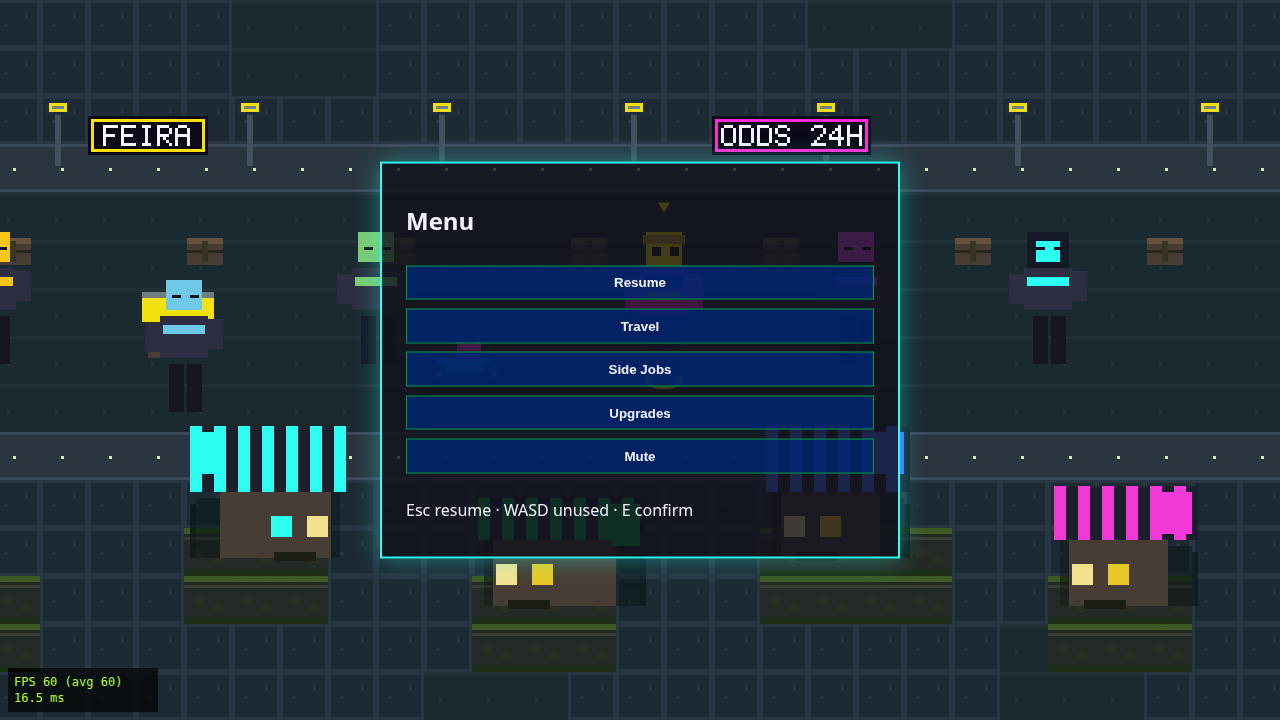 FEIRA
ODDS 24H
Menu
Resume
Travel
Side Jobs
Upgrades
Mute
Esc resume · WASD unused · E confirm
FPS 60 (avg 60)
16.5 ms